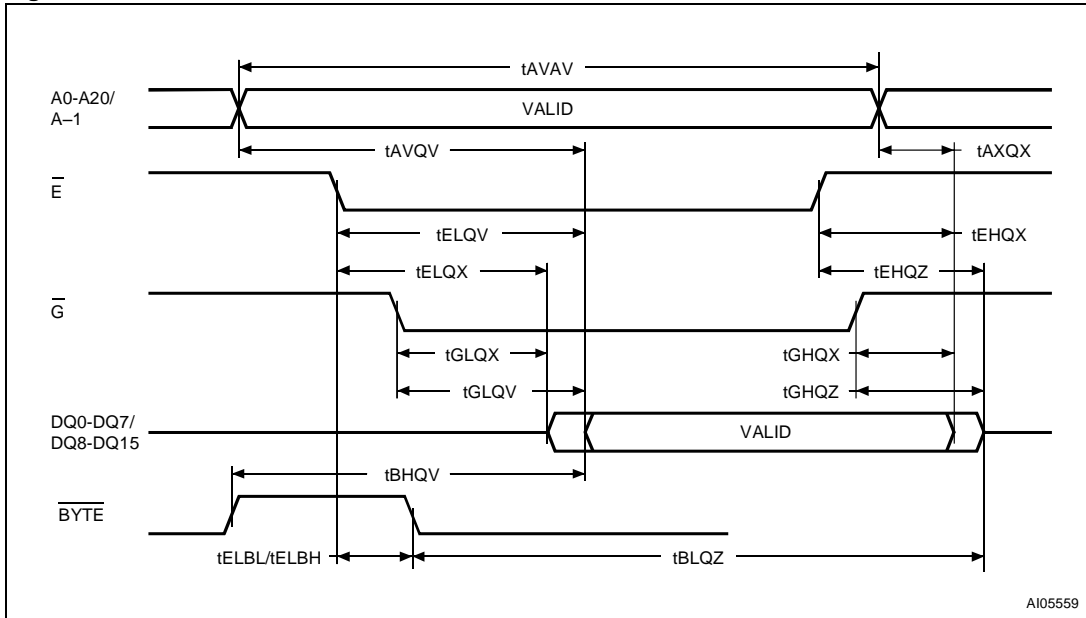 tAVAV
A0-A20/
A–1
VALID
tAVQV
tAXQX
E
tELQV
tEHQX
tELQX
tEHQZ
G
tGLQX
tGHQX
tGLQV
tGHQZ
DQ0-DQ7/
DQ8-DQ15
VALID
tBHQV
BYTE
tELBL/tELBH
tBLQZ
AI05559